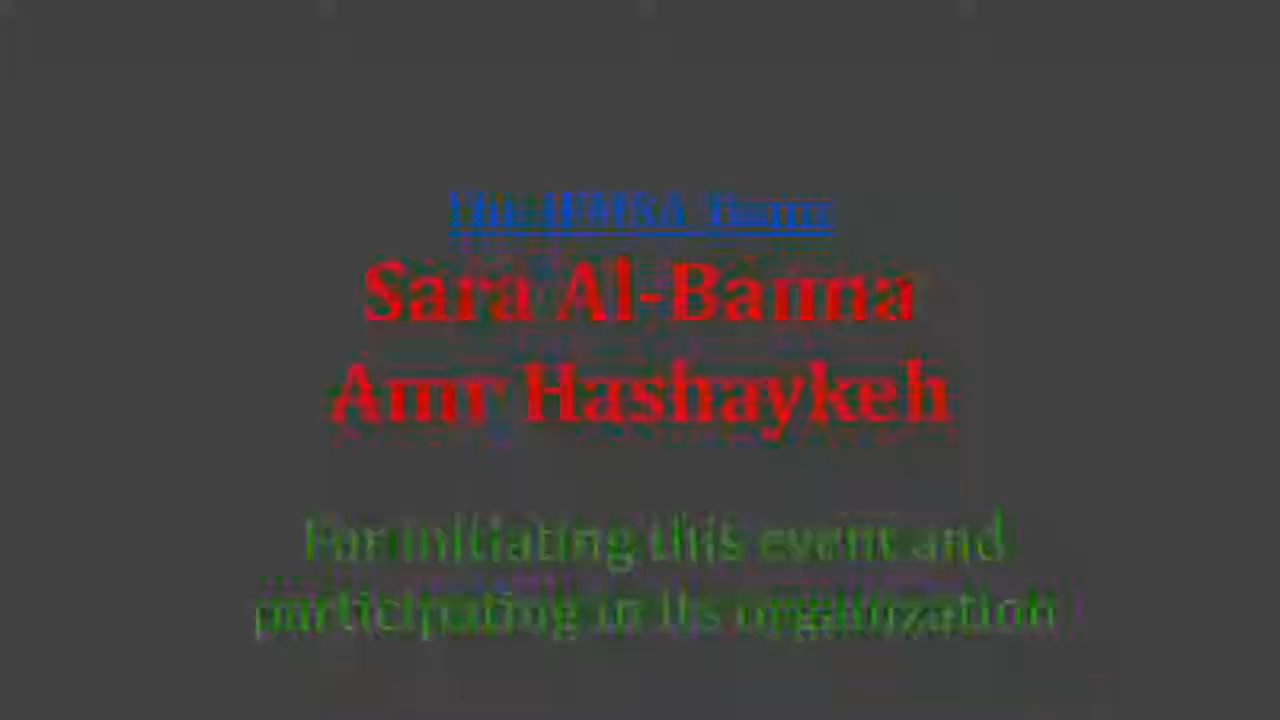 Sara Al-Banna
Amr Hashaykeh
For initiating this event and
participating in its organization